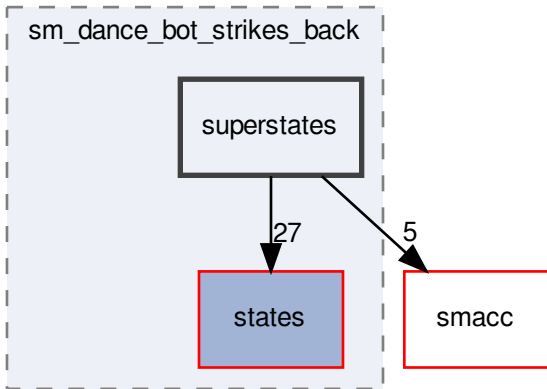 sm_dance_bot_strikes_back
superstates
27
5
states
smacc